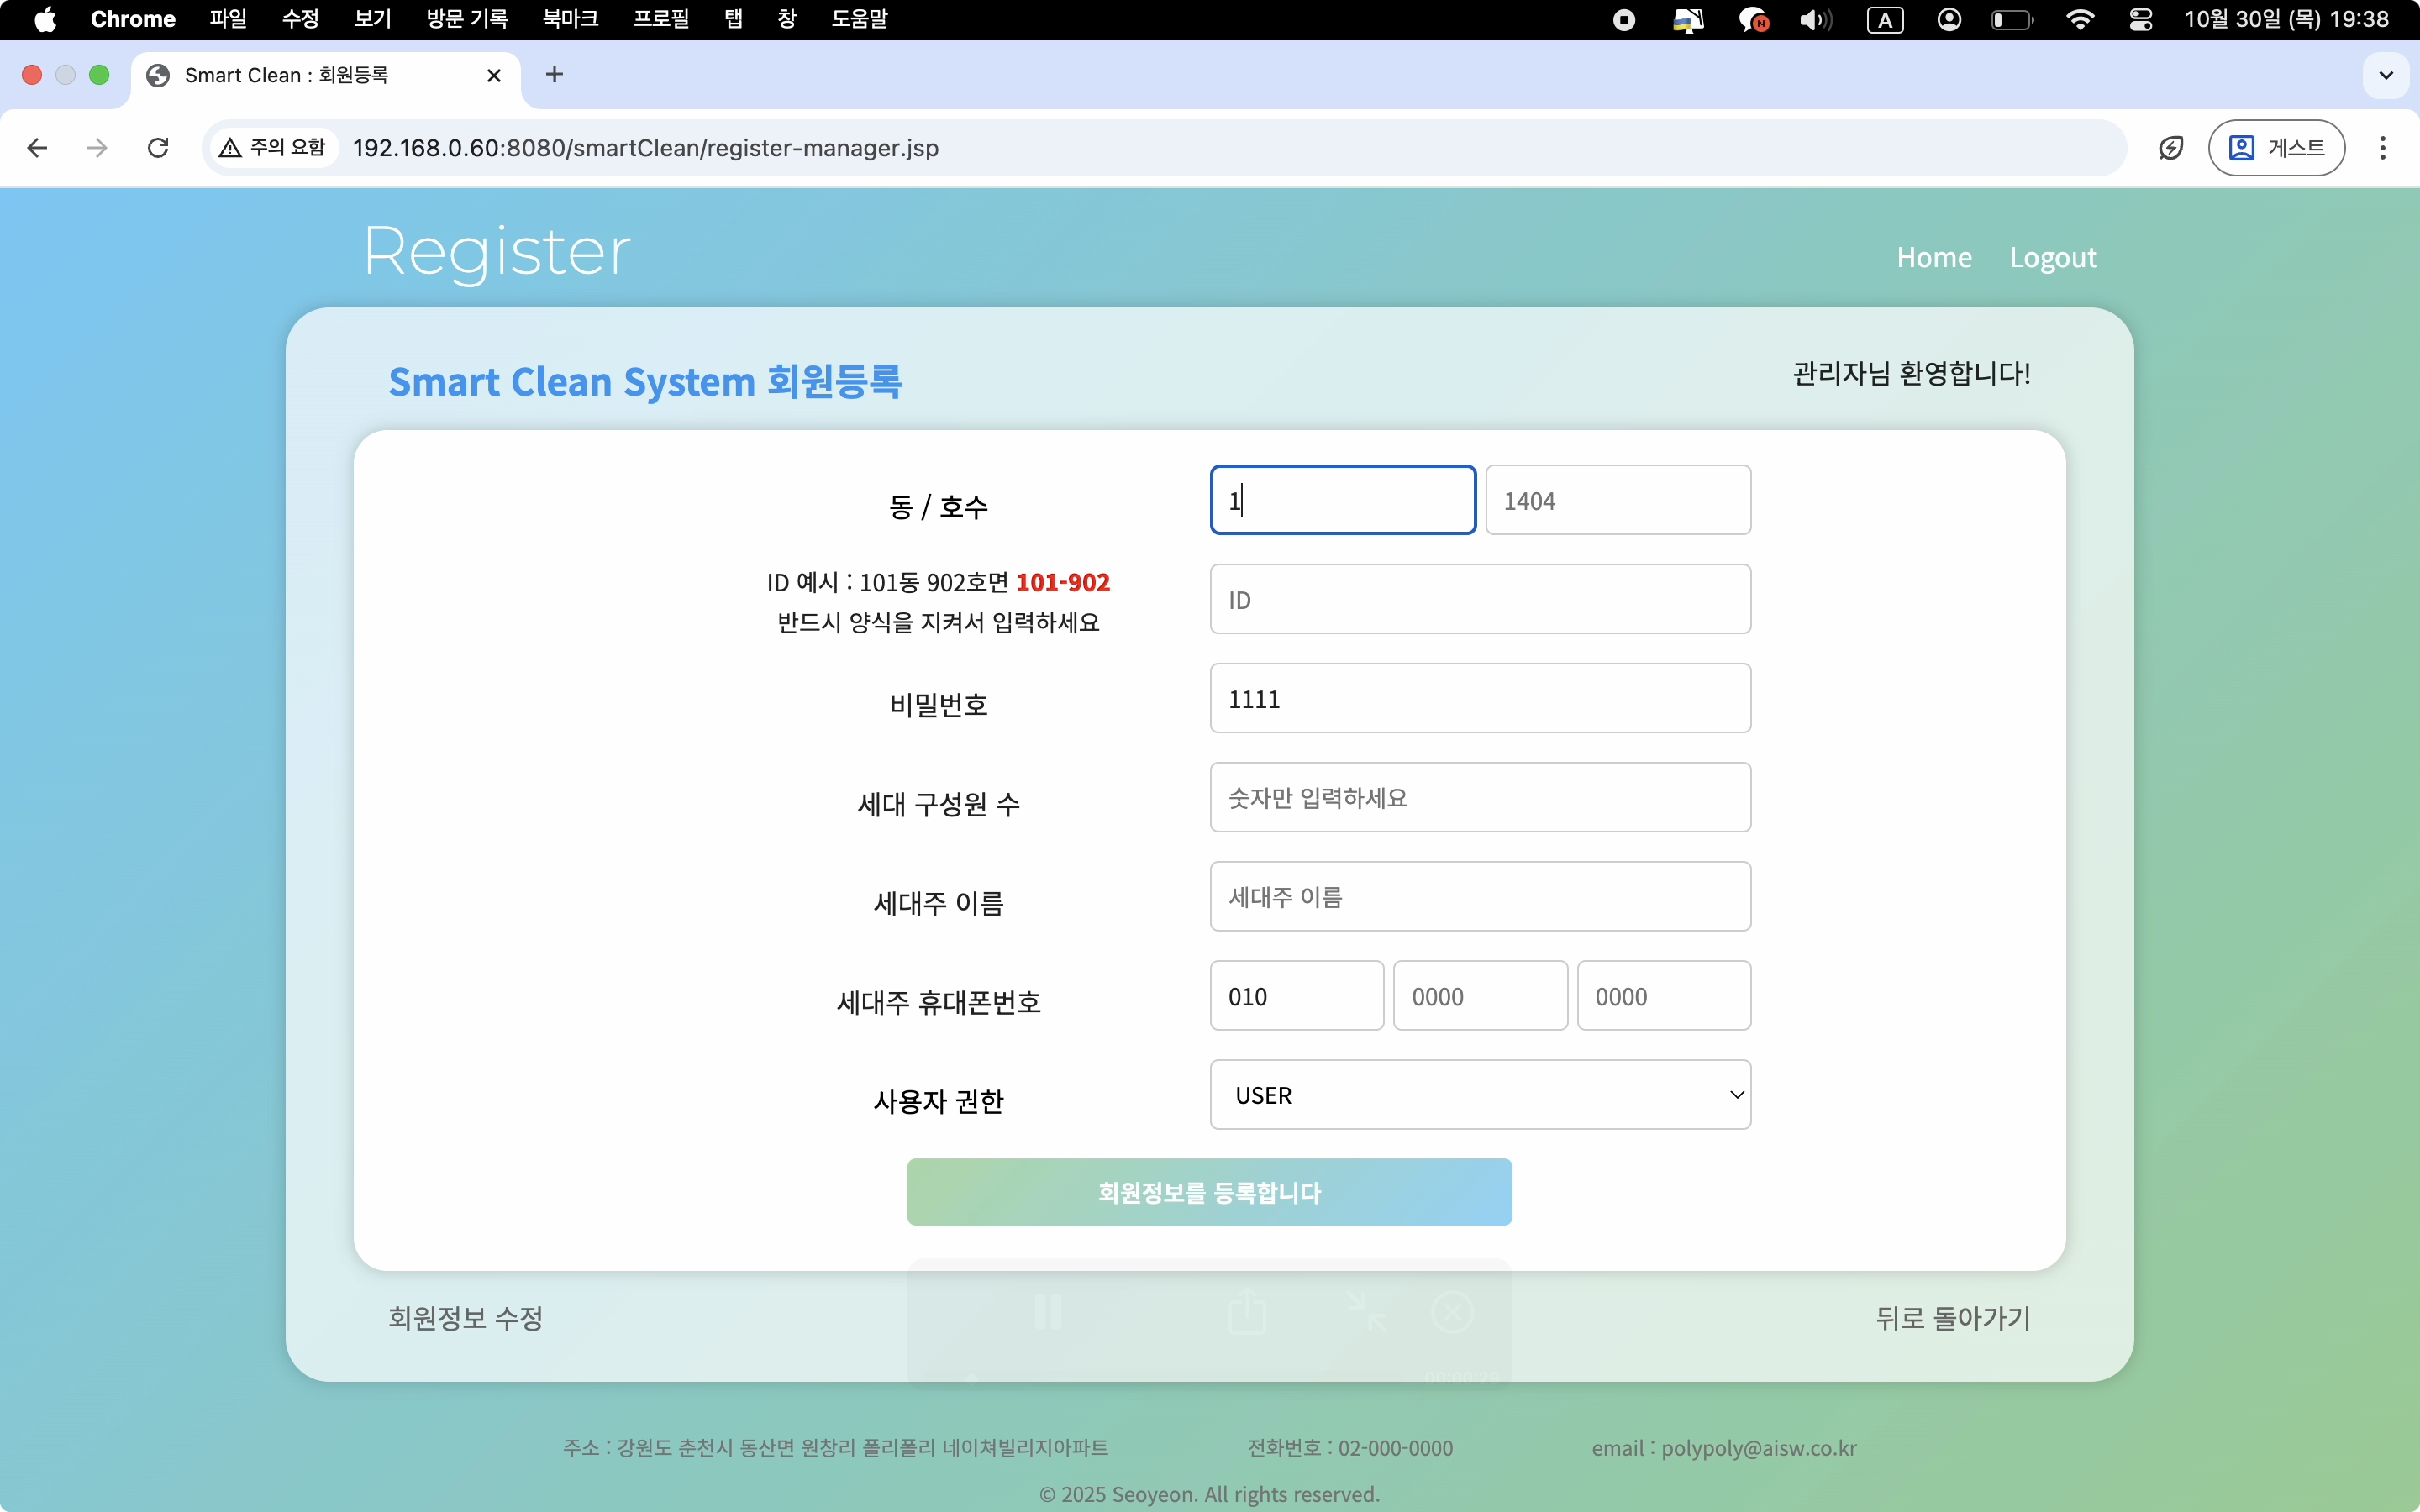 Chrome 파일 수정 보기 방문 기록 북마크 프로필 탭 창 도움말 A 10월 30일 (목) 19:38
Smart Clean : 회원등록
주의 요함 192.168.0.60:8080/smartClean/register-manager.jsp 게스트
Register
Home Logout
Smart Clean System 회원등록
관리자님 환영합니다!
동 / 호수 1 1404
ID 예시 : 101동 902호면 101-902
반드시 양식을 지켜서 입력하세요
ID
비밀번호 1111
세대 구성원 수 숫자만 입력하세요
세대주 이름 세대주 이름
세대주 휴대폰번호 010 0000 0000
사용자 권한 USER
회원정보를 등록합니다
회원정보 수정 뒤로 돌아가기
주소 : 강원도 춘천시 동산면 원창리 폴리폴리 네이쳐빌리지아파트 전화번호 : 02-000-0000 email : polypoly@aisw.co.kr
© 2025 Seoyeon. All rights reserved.